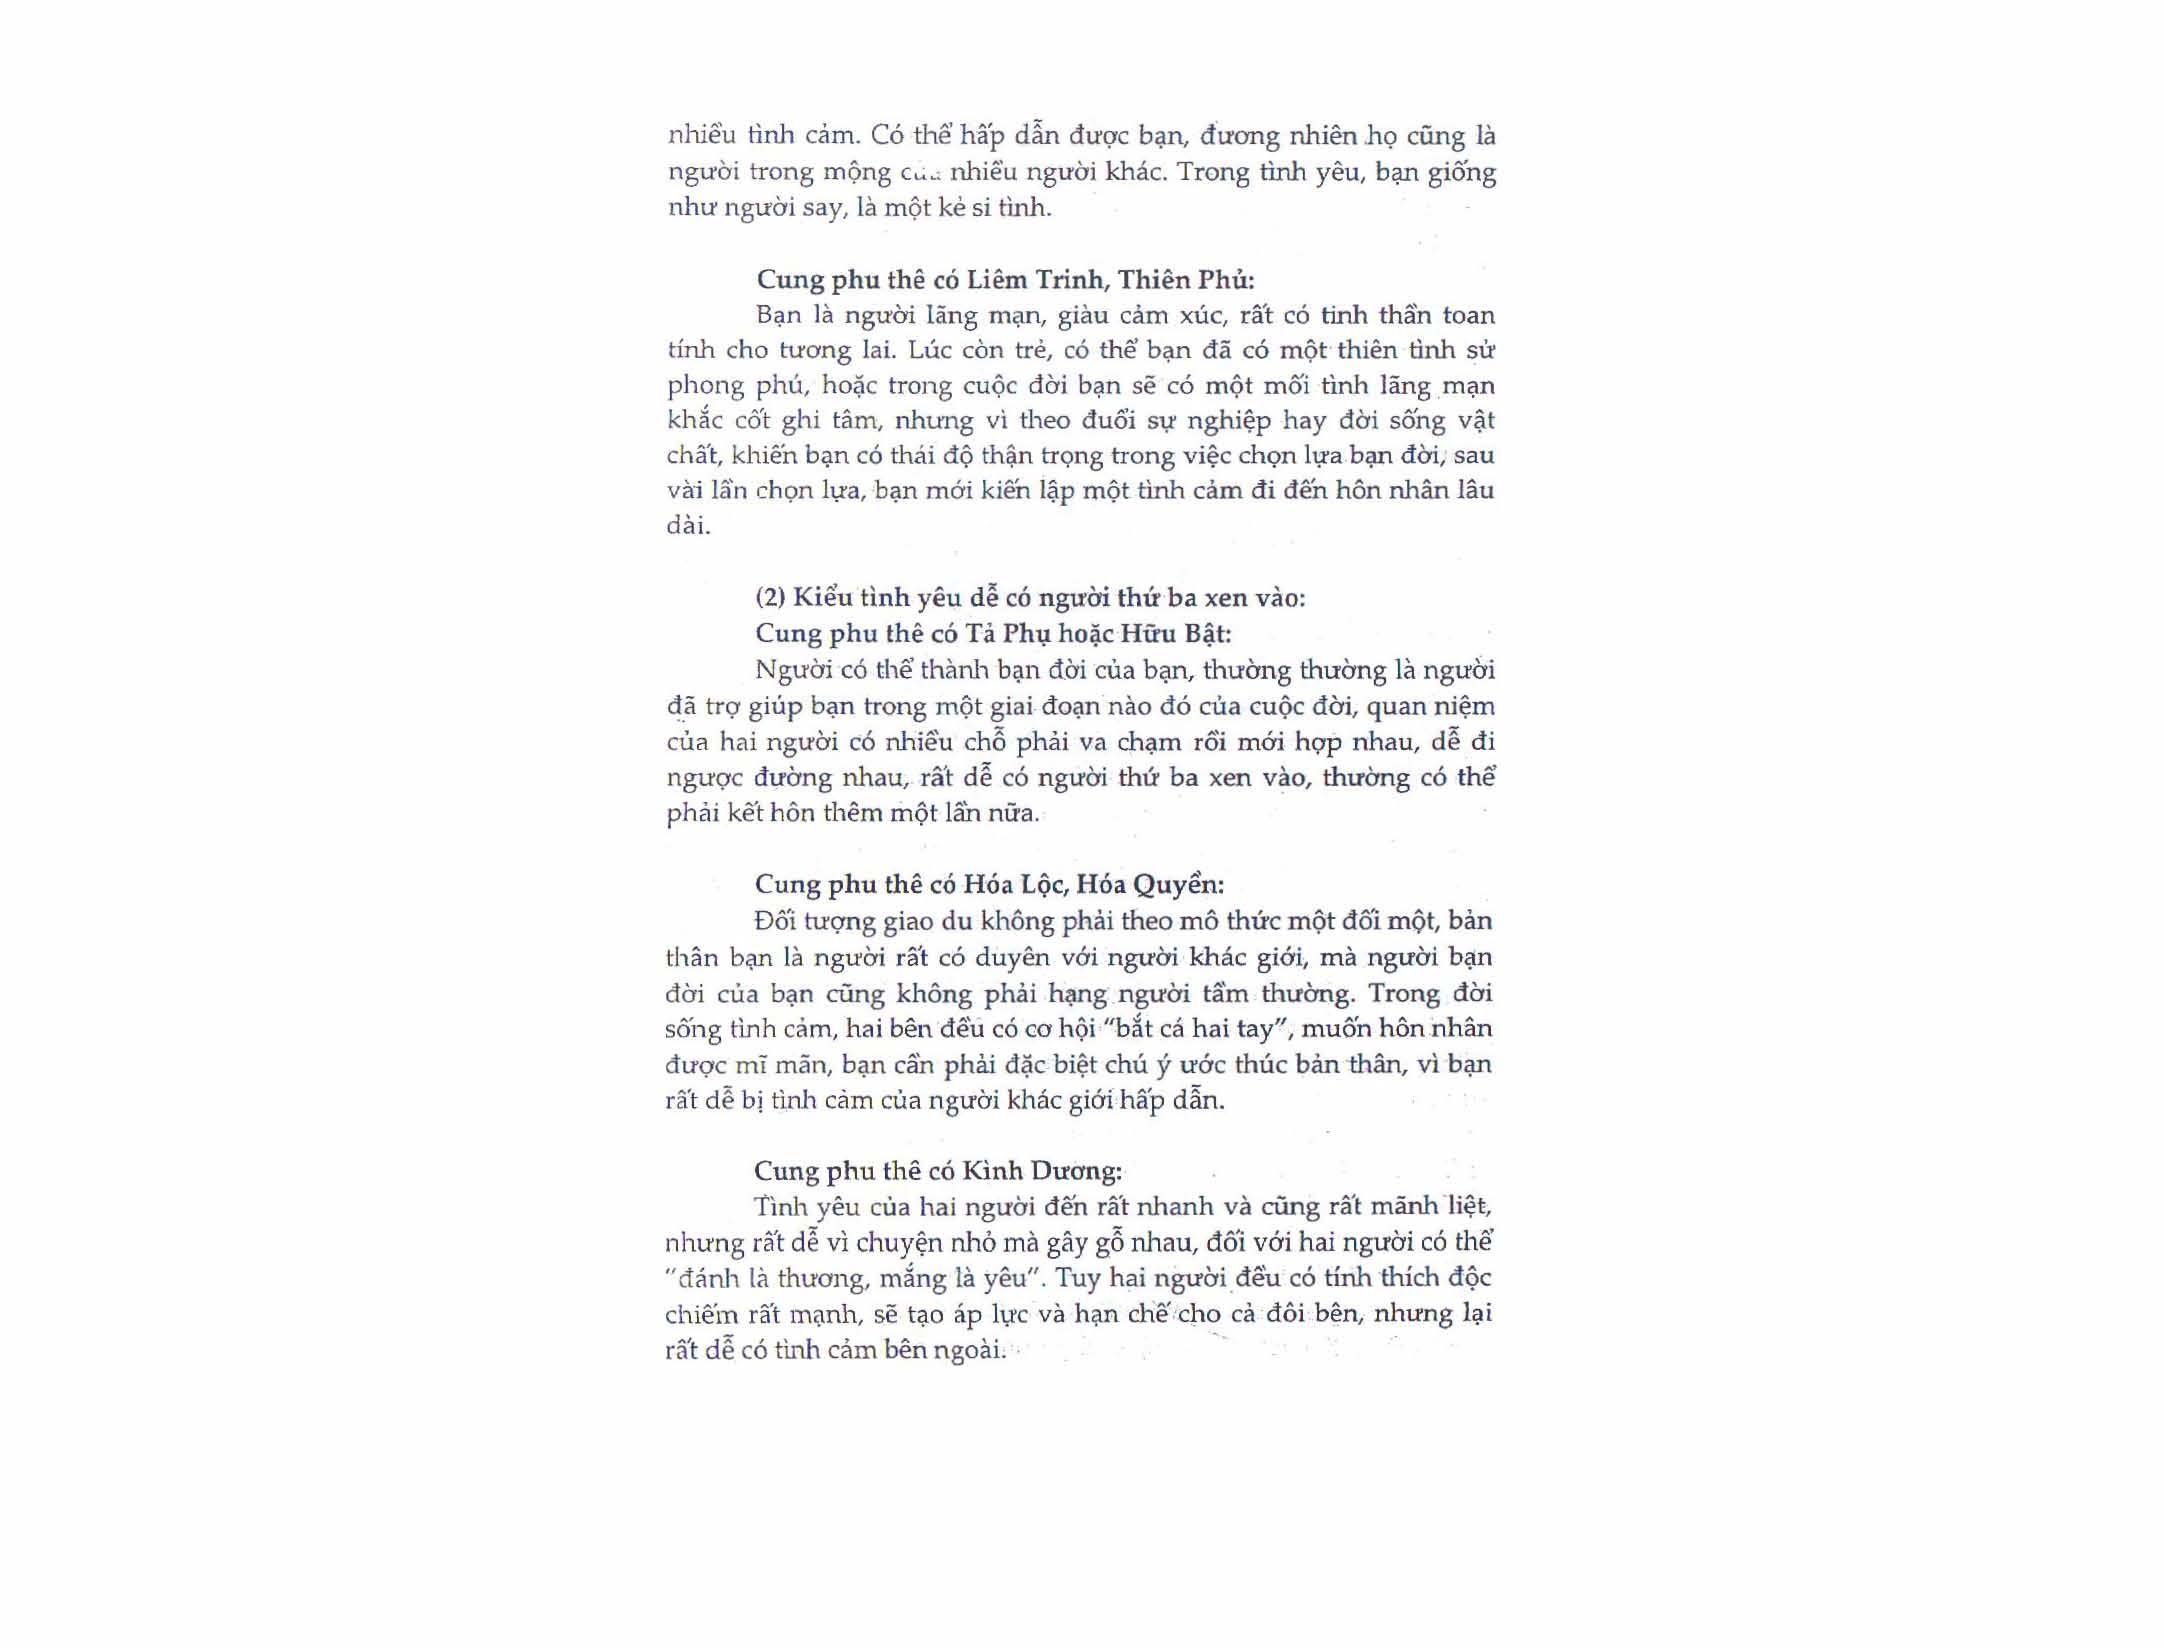 nhiều tình cảm. Có thể hấp dẫn được bạn, đương nhiên họ cũng là
người trong mộng của nhiều người khác. Trong tình yêu, bạn giống
như người say, là một kẻ si tình.
Cung phu thê có Liêm Trinh, Thiên Phủ:
Bạn là người lãng mạn, giàu cảm xúc, rất có tinh thần toan
tính cho tương lai. Lúc còn trẻ, có thể bạn đã có một thiên tình sử
phong phú, hoặc trong cuộc đời bạn sẽ có một mối tình lãng mạn
khắc cốt ghi tâm, nhưng vì theo đuổi sự nghiệp hay đời sống vật
chất, khiến bạn có thái độ thận trọng trong việc chọn lựa bạn đời, sau
vài lần chọn lựa, bạn mới kiến lập một tình cảm đi đến hôn nhân lâu
dài.
(2) Kiểu tình yêu dễ có người thứ ba xen vào:
Cung phu thê có Tả Phụ hoặc Hữu Bật:
Người có thể thành bạn đời của bạn, thường thường là người
đã trợ giúp bạn trong một giai đoạn nào đó của cuộc đời, quan niệm
của hai người có nhiều chỗ phải va chạm rồi mới hợp nhau, dễ đi
ngược đường nhau, rất dễ có người thứ ba xen vào, thường có thể
phải kết hôn thêm một lần nữa.
Cung phu thê có Hóa Lộc, Hóa Quyền:
Đối tượng giao du không phải theo mô thức một đối một, bản
thân bạn là người rất có duyên với người khác giới, mà người bạn
đời của bạn cũng không phải hạng người tầm thường. Trong đời
sống tình cảm, hai bên đều có cơ hội "bắt cá hai tay", muốn hôn nhân
được mĩ mãn, bạn cần phải đặc biệt chú ý ước thúc bản thân, vì bạn
rất dễ bị tình cảm của người khác giới hấp dẫn.
Cung phu thê có Kình Dương:
Tình yêu của hai người đến rất nhanh và cũng rất mãnh liệt,
nhưng rất dễ vì chuyện nhỏ mà gây gỗ nhau, đối với hai người có thể
"đánh là thương, mắng là yêu". Tuy hai người đều có tính thích độc
chiếm rất mạnh, sẽ tạo áp lực và hạn chế cho cả đôi bên, nhưng lại
rất dễ có tình cảm bên ngoài.